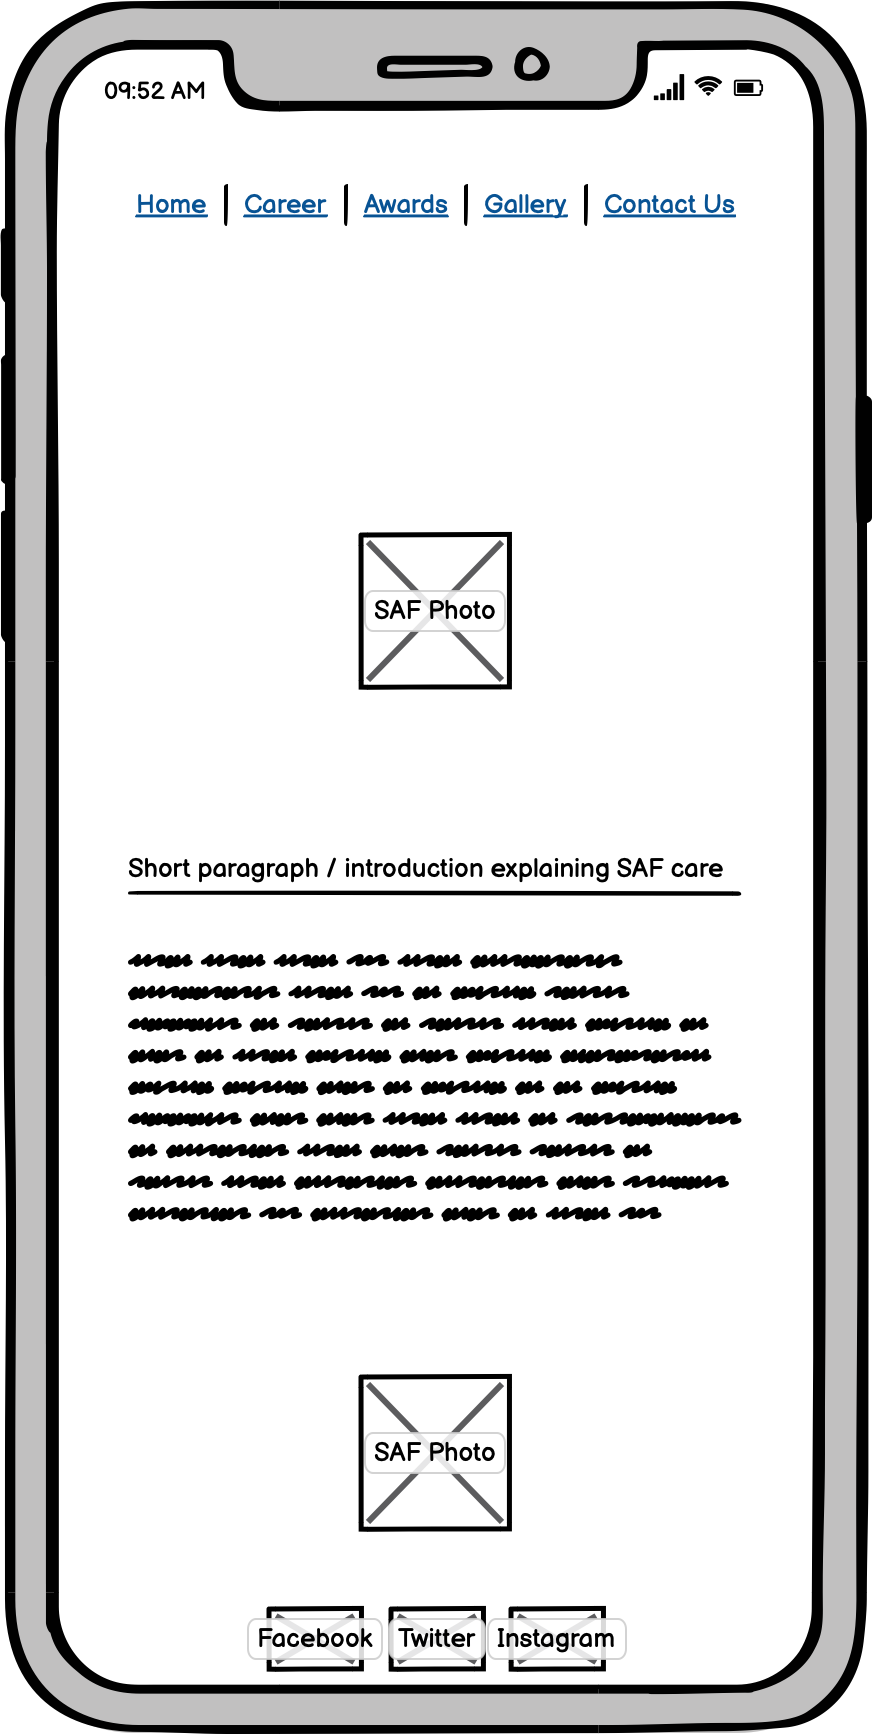 09:52 AM
Home Career Awards Gallery Contact Us
SAF Photo
Short paragraph / introduction explaining SAF care
SAF Photo
Facebook Twitter Instagram